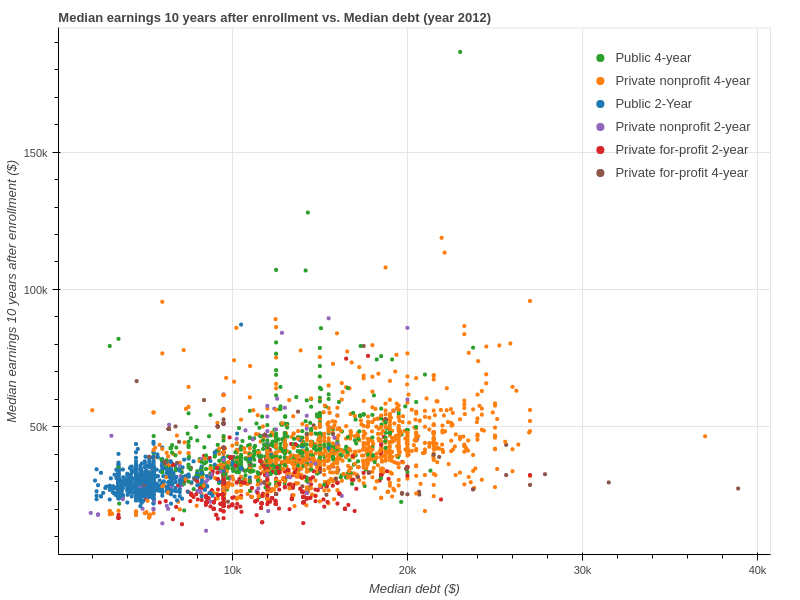 Median earnings 10 years after enrollment vs. Median debt (year 2012)
Public 4-year
Private nonprofit 4-year
Public 2-Year
Private nonprofit 2-year
Private for-profit 2-year
Private for-profit 4-year
Median earnings 10 years after enrollment ($)
150k
100k
50k
10k
20k
30k
40k
Median debt ($)